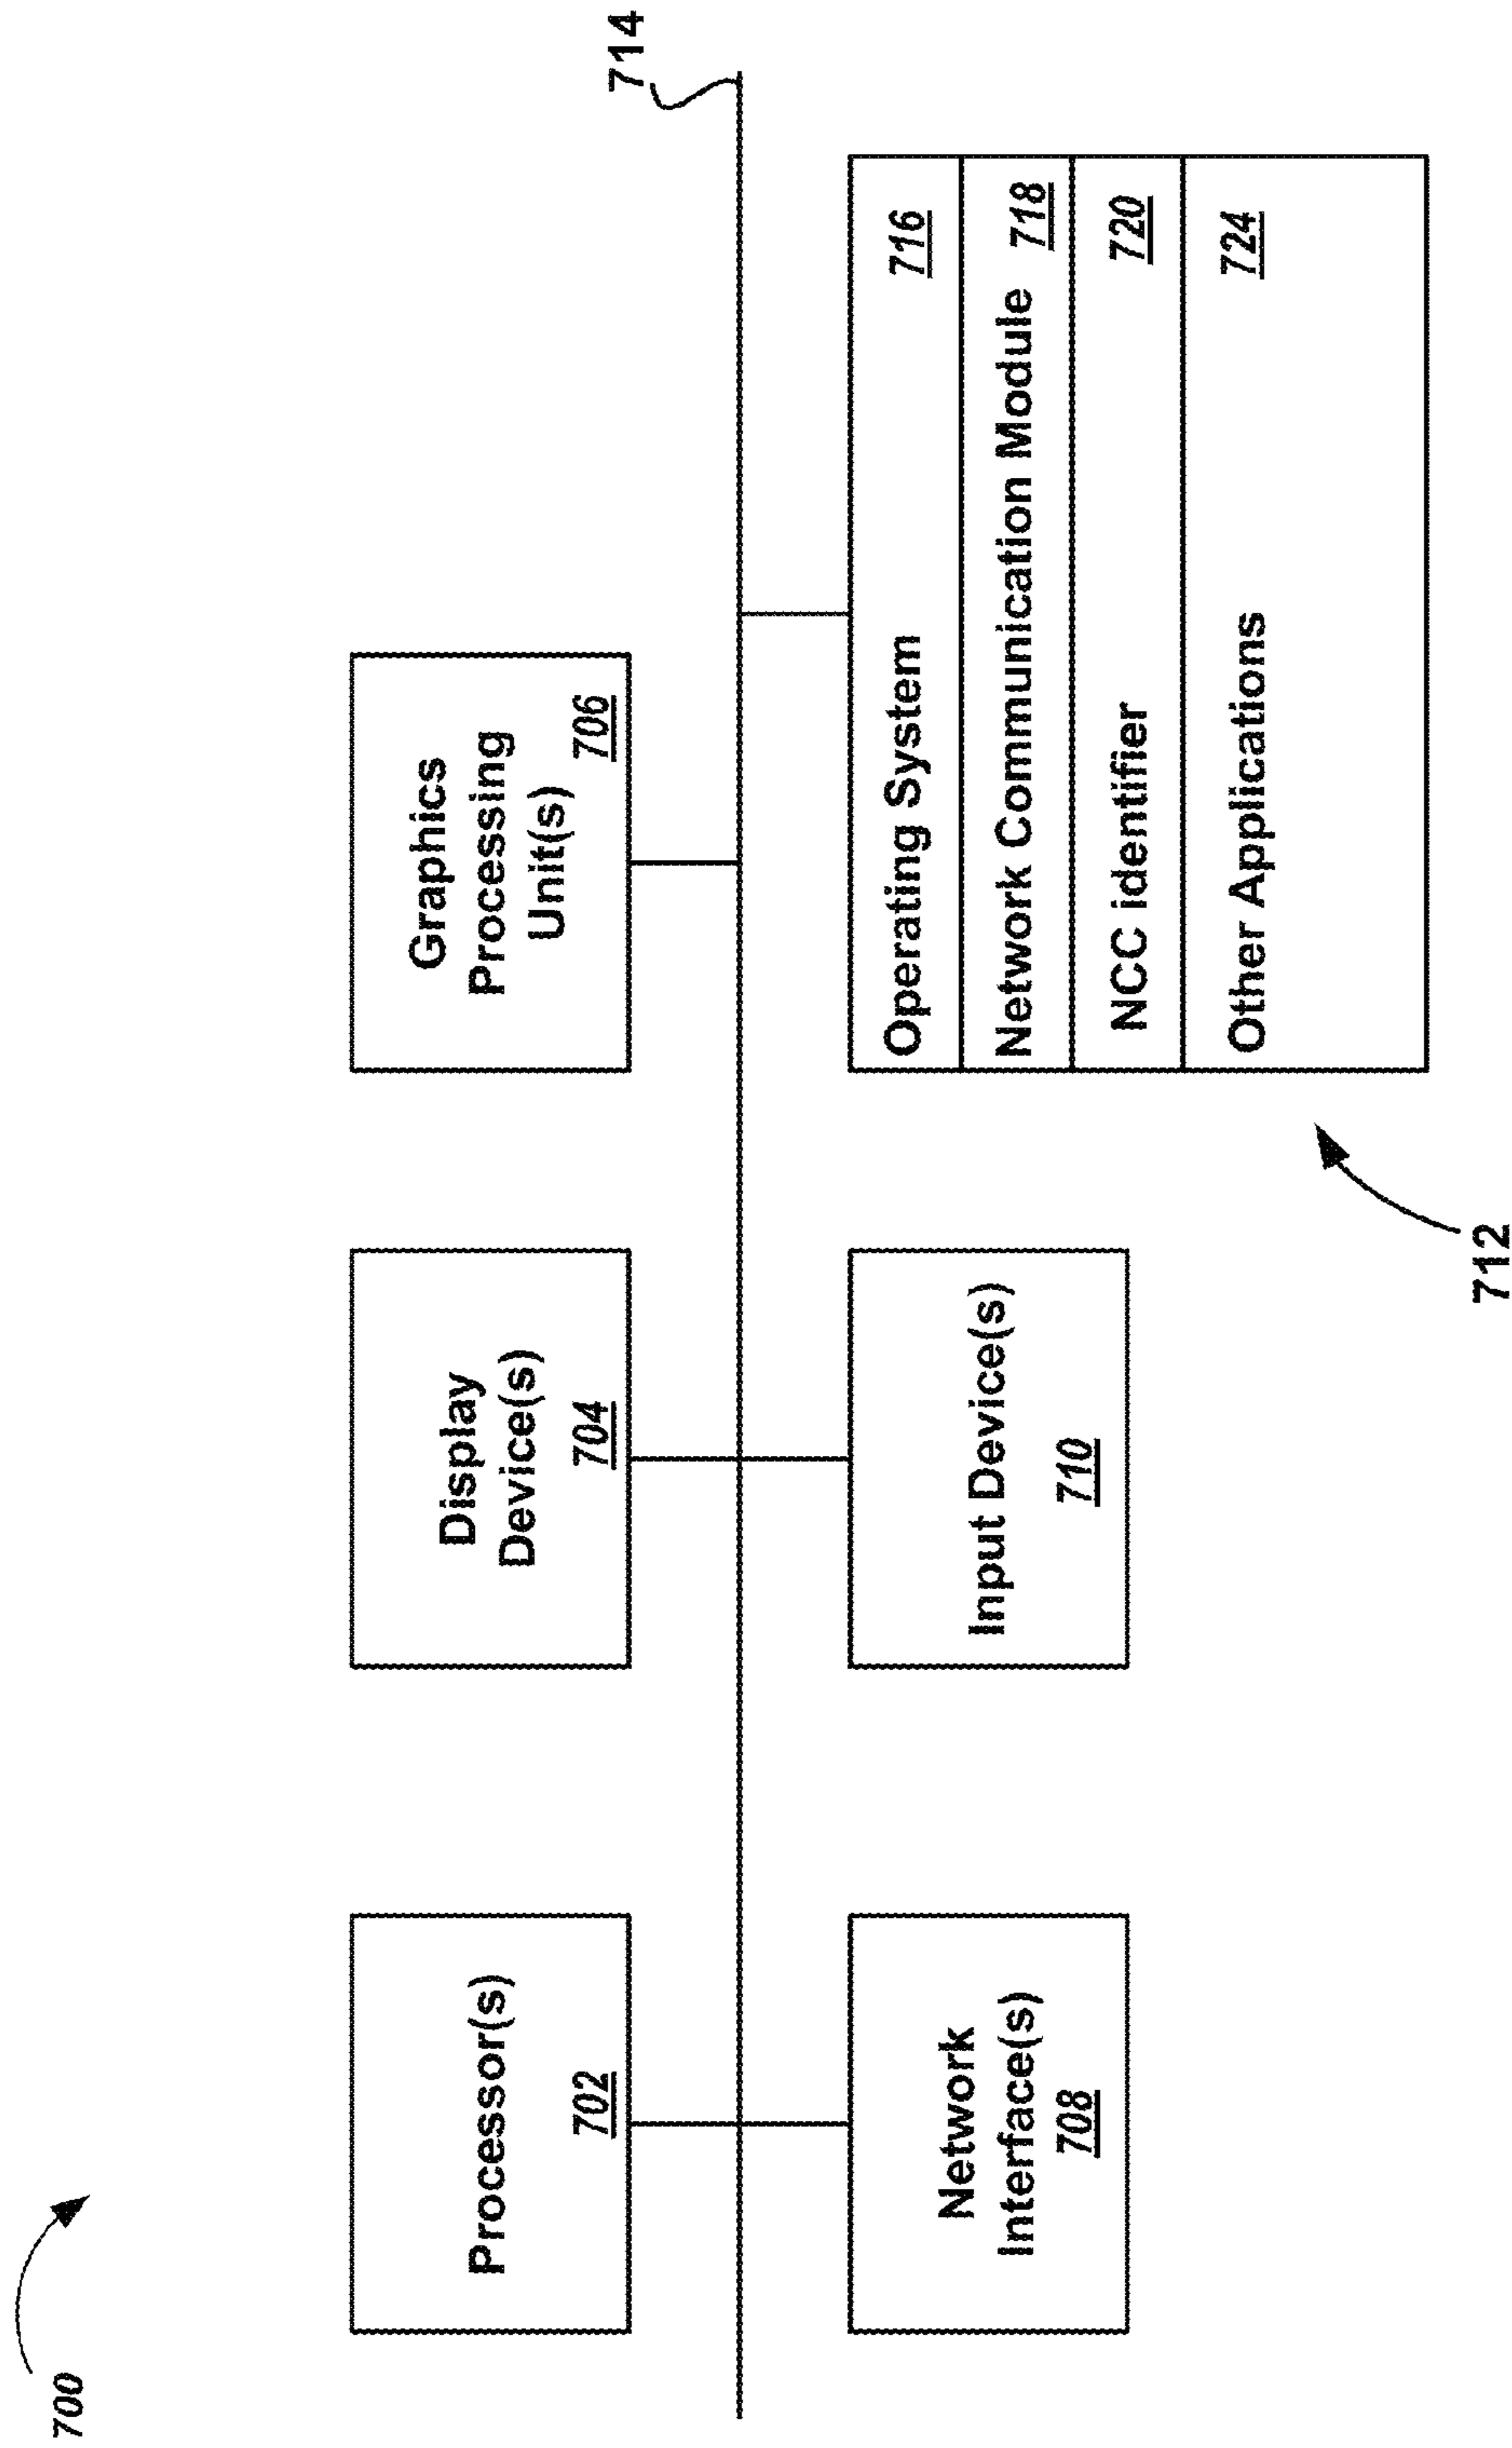 700
Processor(s)
702
Display
Device(s)
704
Graphics
Processing
Unit(s)
706
714
Network
Interface(s)
708
Input Device(s)
710
712
Operating System 716
Network Communication Module 718
NCC identifier 720
Other Applications 724